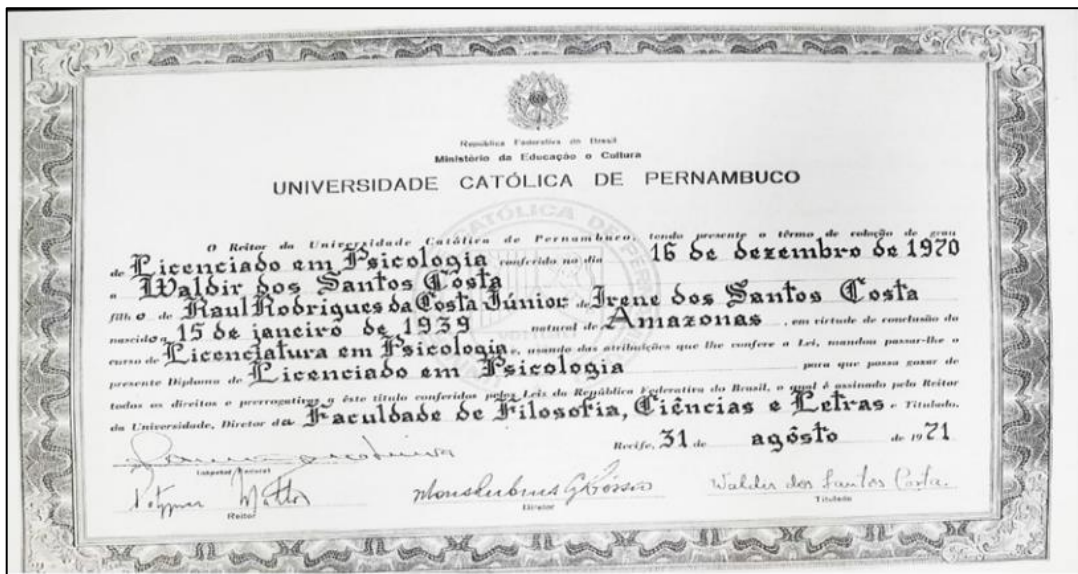 República Federativa do Brasil
Ministério da Educação e Cultura
UNIVERSIDADE CATÓLICA DE PERNAMBUCO
O Reitor da Universidade Católica de Pernambuco, tendo presente o têrmo de colação de grau
de Licenciado em Psicologia conferido no dia 16 de dezembro de 1970
a Waldir dos Santos Costa
filho de Raul Rodrigues da Costa Júnior e de Irene dos Santos Costa
nascido a 15 de janeiro de 1939 natural de Amazonas, em virtude de conclusão do
curso de Licenciatura em Psicologia e, usando das atribuições que lhe confere a Lei, mandou passar-lhe o
presente Diploma de Licenciado em Psicologia para que possa gozar de
todos os direitos e prerrogativas a êste título conferidos pelas Leis da República Federativa do Brasil, o qual é assinado pelo Reitor
da Universidade, Diretor da Faculdade de Filosofia, Ciências e Letras e Titulado.
Recife, 31 de agôsto de 1971
Inspetor Federal
Reitor
Diretor
Waldir dos Santos Costa.
Titulado